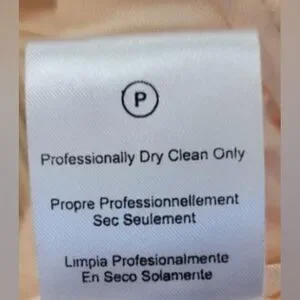 P
Professionally Dry Clean Only
Propre Professionnellement
Sec Seulement
Limpia Profesionalmente
En Seco Solamente